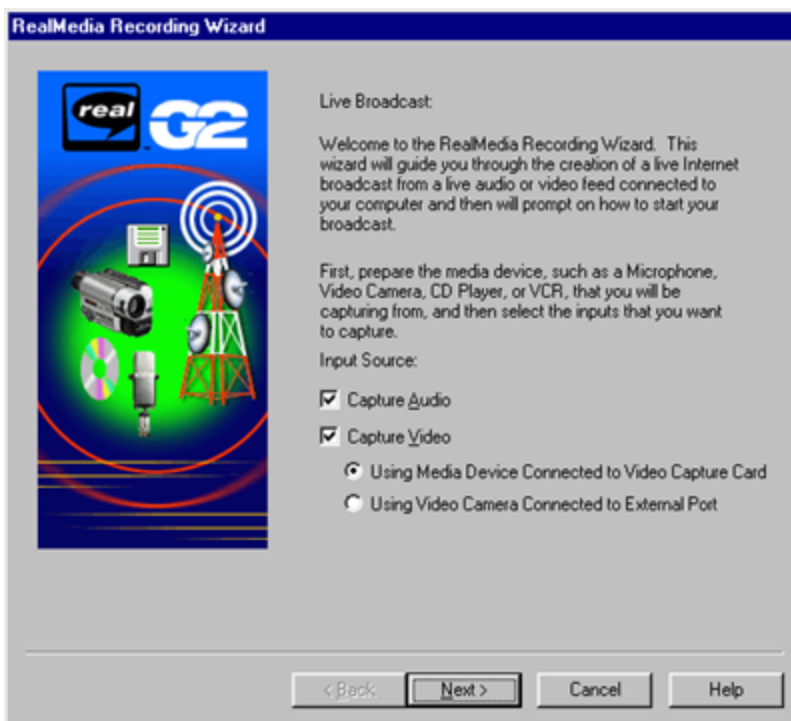 RealMedia Recording Wizard
real
G2
Live Broadcast:
Welcome to the RealMedia Recording Wizard. This
wizard will guide you through the creation of a live Internet
broadcast from a live audio or video feed connected to
your computer and then will prompt on how to start your
broadcast.
First, prepare the media device, such as a Microphone,
Video Camera, CD Player, or VCR, that you will be
capturing from, and then select the inputs that you want
to capture.
Input Source:
Capture Audio
Capture Video
Using Media Device Connected to Video Capture Card
Using Video Camera Connected to External Port
< Back
Next >
Cancel
Help